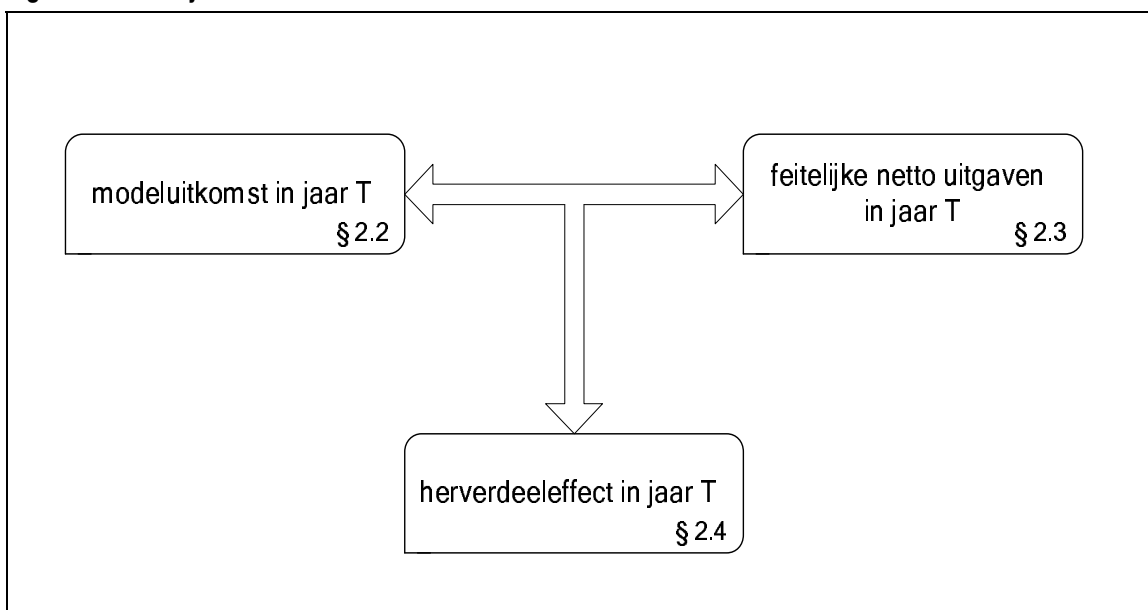 modeluitkomst in jaar T
§ 2.2
feitelijke netto uitgaven
in jaar T
§ 2.3
herverdeeleffect in jaar T
§ 2.4